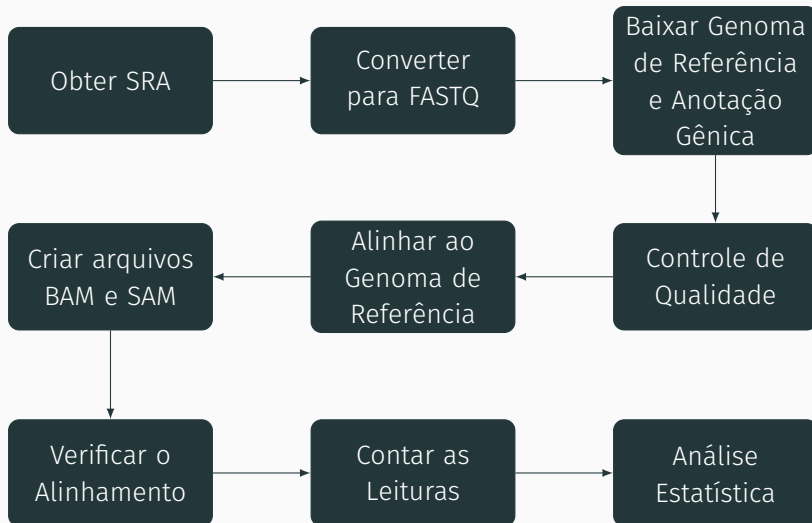 Obter SRA
Converter
para FASTQ
Baixar Genoma
de Referência
e Anotação
Gênica
Controle de
Qualidade
Alinhar ao
Genoma de
Referência
Criar arquivos
BAM e SAM
Verificar o
Alinhamento
Contar as
Leituras
Análise
Estatística